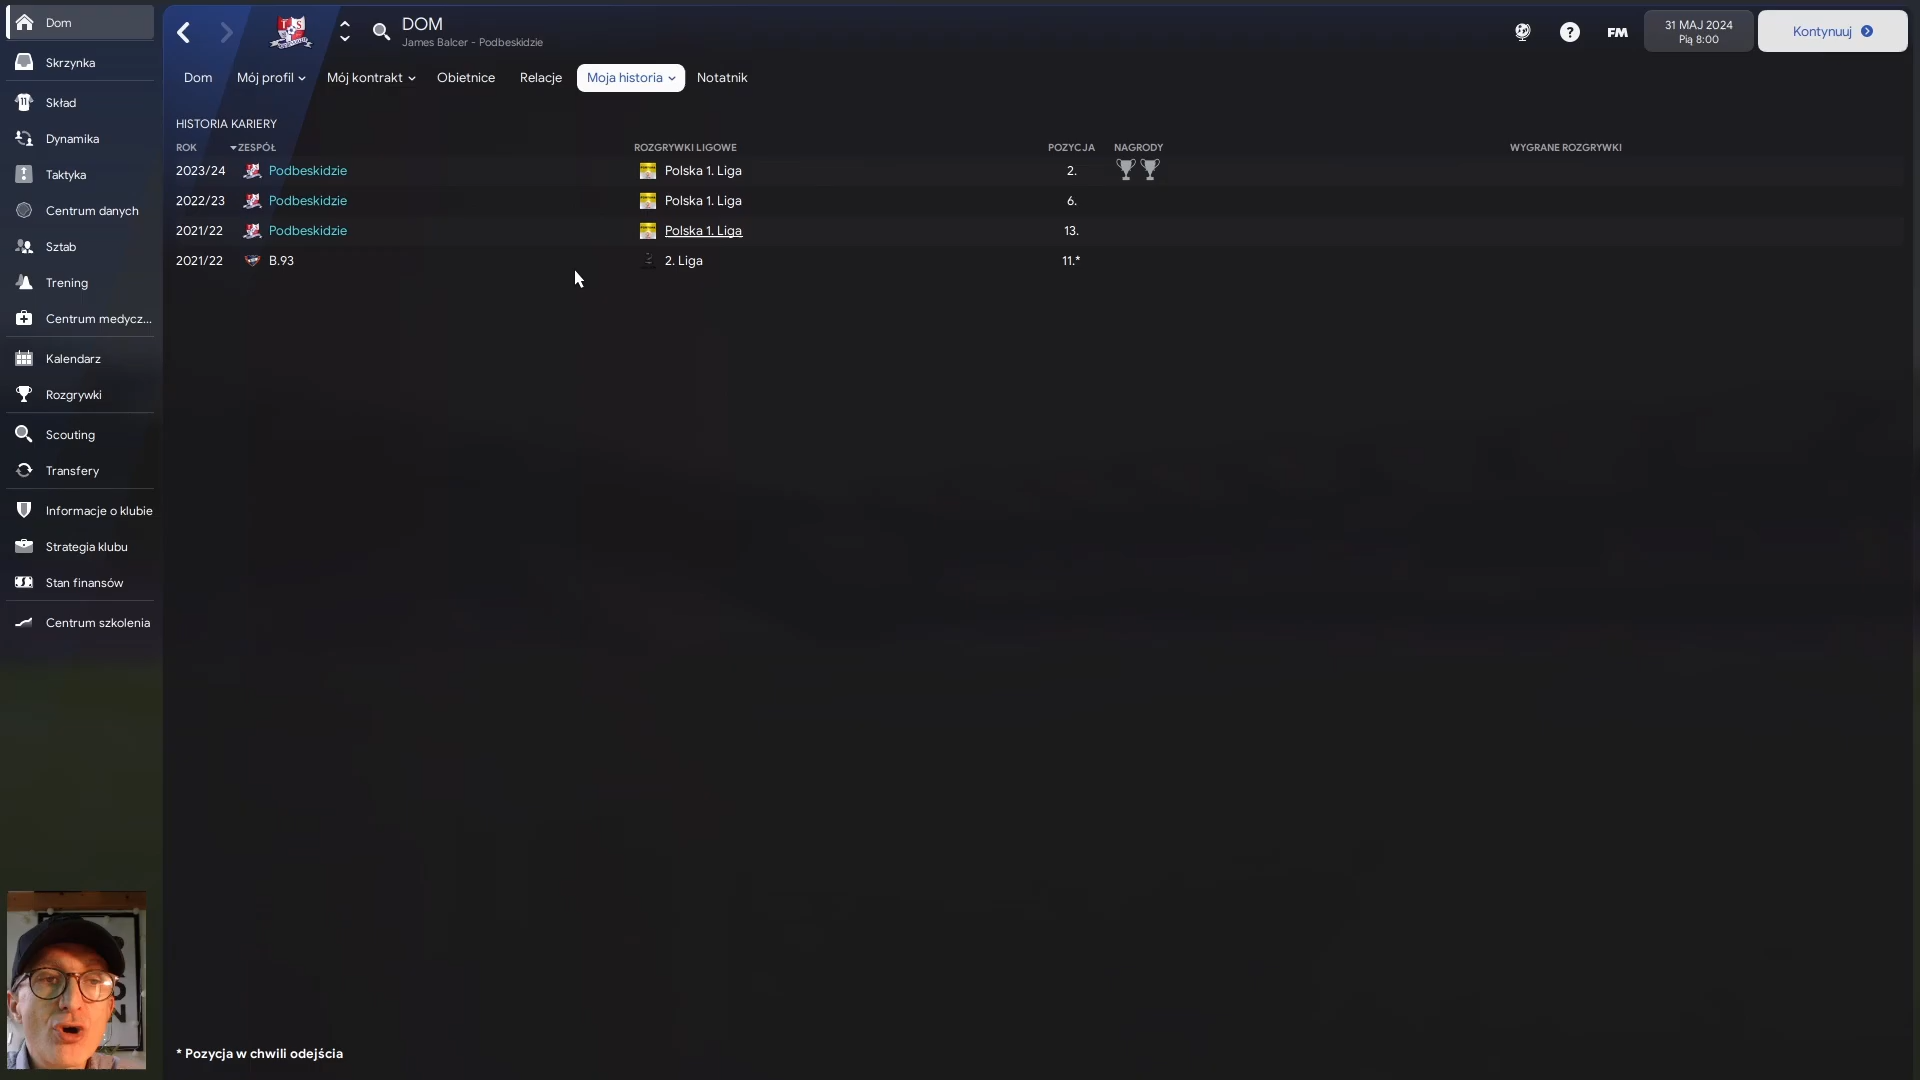 Dom
Skrzynka
Skład
Dynamika
Taktyka
Centrum danych
Sztab
Trening
Centrum medycz...
Kalendarz
Rozgrywki
Scouting
Transfery
Informacje o klubie
Strategia klubu
Stan finansów
Centrum szkolenia
DOM
James Balcer - Podbeskidzie
FM
31 MAJ 2024
Pią 8:00
Kontynuuj
Dom Mój profil Mój kontrakt Obietnice Relacje Moja historia Notatnik
HISTORIA KARIERY
ROK ZESPÓŁ ROZGRYWKI LIGOWE POZYCJA NAGRODY WYGRANE ROZGRYWKI
2023/24 Podbeskidzie Polska 1. Liga 2.
2022/23 Podbeskidzie Polska 1. Liga 6.
2021/22 Podbeskidzie Polska 1. Liga 13.
2021/22 B.93 2. Liga 11.*
* Pozycja w chwili odejścia